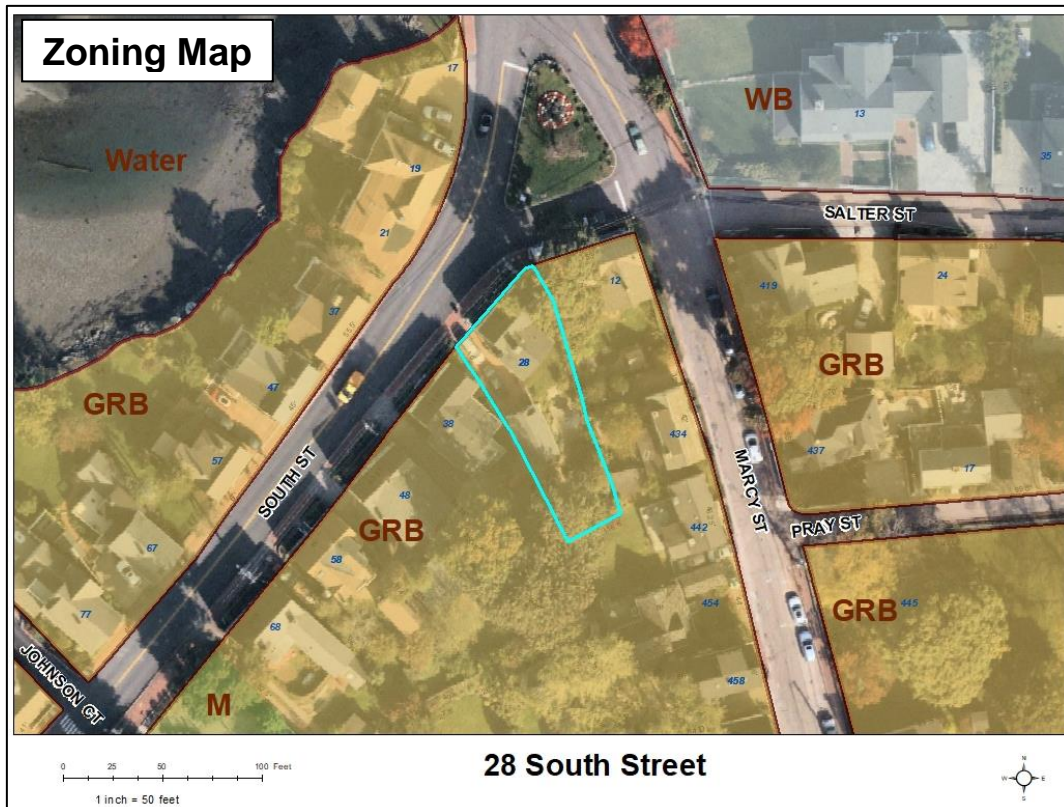 Zoning Map
17
WB
13
Water
19
35
SALTER ST
21
12
419
24
37
28
GRB
GRB
47
38
434
MARCY ST
437
17
57
SOUTH ST
48
GRB
442
PRAY ST
67
58
GRB
445
77
68
454
JOHNSON CT
M
458
0 25 50 100 Feet
1 inch = 50 feet
28 South Street
N
W E
S